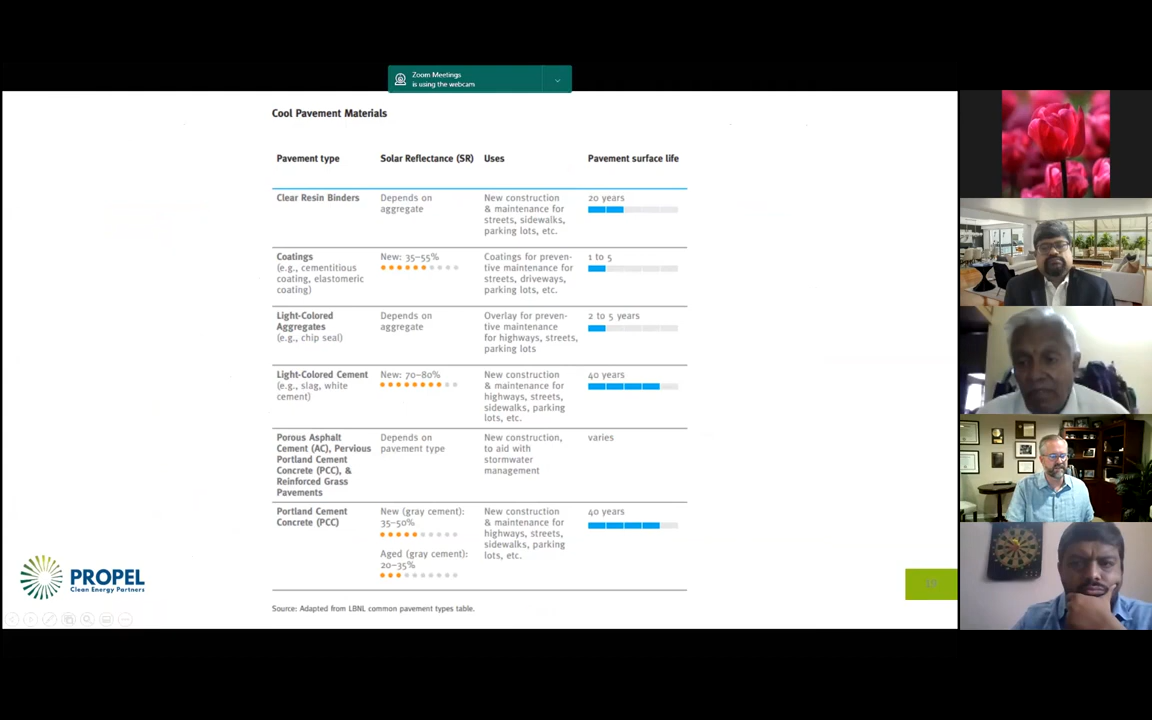 Zoom Meetings
is using the webcam
Cool Pavement Materials
Pavement type Solar Reflectance (SR) Uses Pavement surface life
Clear Resin Binders
Depends on
aggregate
New construction
& maintenance for
streets, sidewalks,
parking lots, etc.
20 years
Coatings
(e.g., cementitious
coating, elastomeric
coating)
New: 35–55%
Coatings for preven-
tive maintenance for
streets, driveways,
parking lots, etc.
1 to 5
Light-Colored
Aggregates
(e.g., chip seal)
Depends on
aggregate
Overlay for preven-
tive maintenance
for highways, streets,
parking lots
2 to 5 years
Light-Colored Cement
(e.g., slag, white
cement)
New: 70–80%
New construction
& maintenance for
highways, streets,
sidewalks, parking
lots, etc.
40 years
Porous Asphalt
Cement (AC), Pervious
Portland Cement
Concrete (PCC), &
Reinforced Grass
Pavements
Depends on
pavement type
New construction,
to aid with
stormwater
management
varies
Portland Cement
Concrete (PCC)
New (gray cement):
35–50%
Aged (gray cement):
20–35%
New construction
& maintenance for
highways, streets,
sidewalks, parking
lots, etc.
40 years
Source: Adapted from LBNL common pavement types table.
PROPEL
Clean Energy Partners